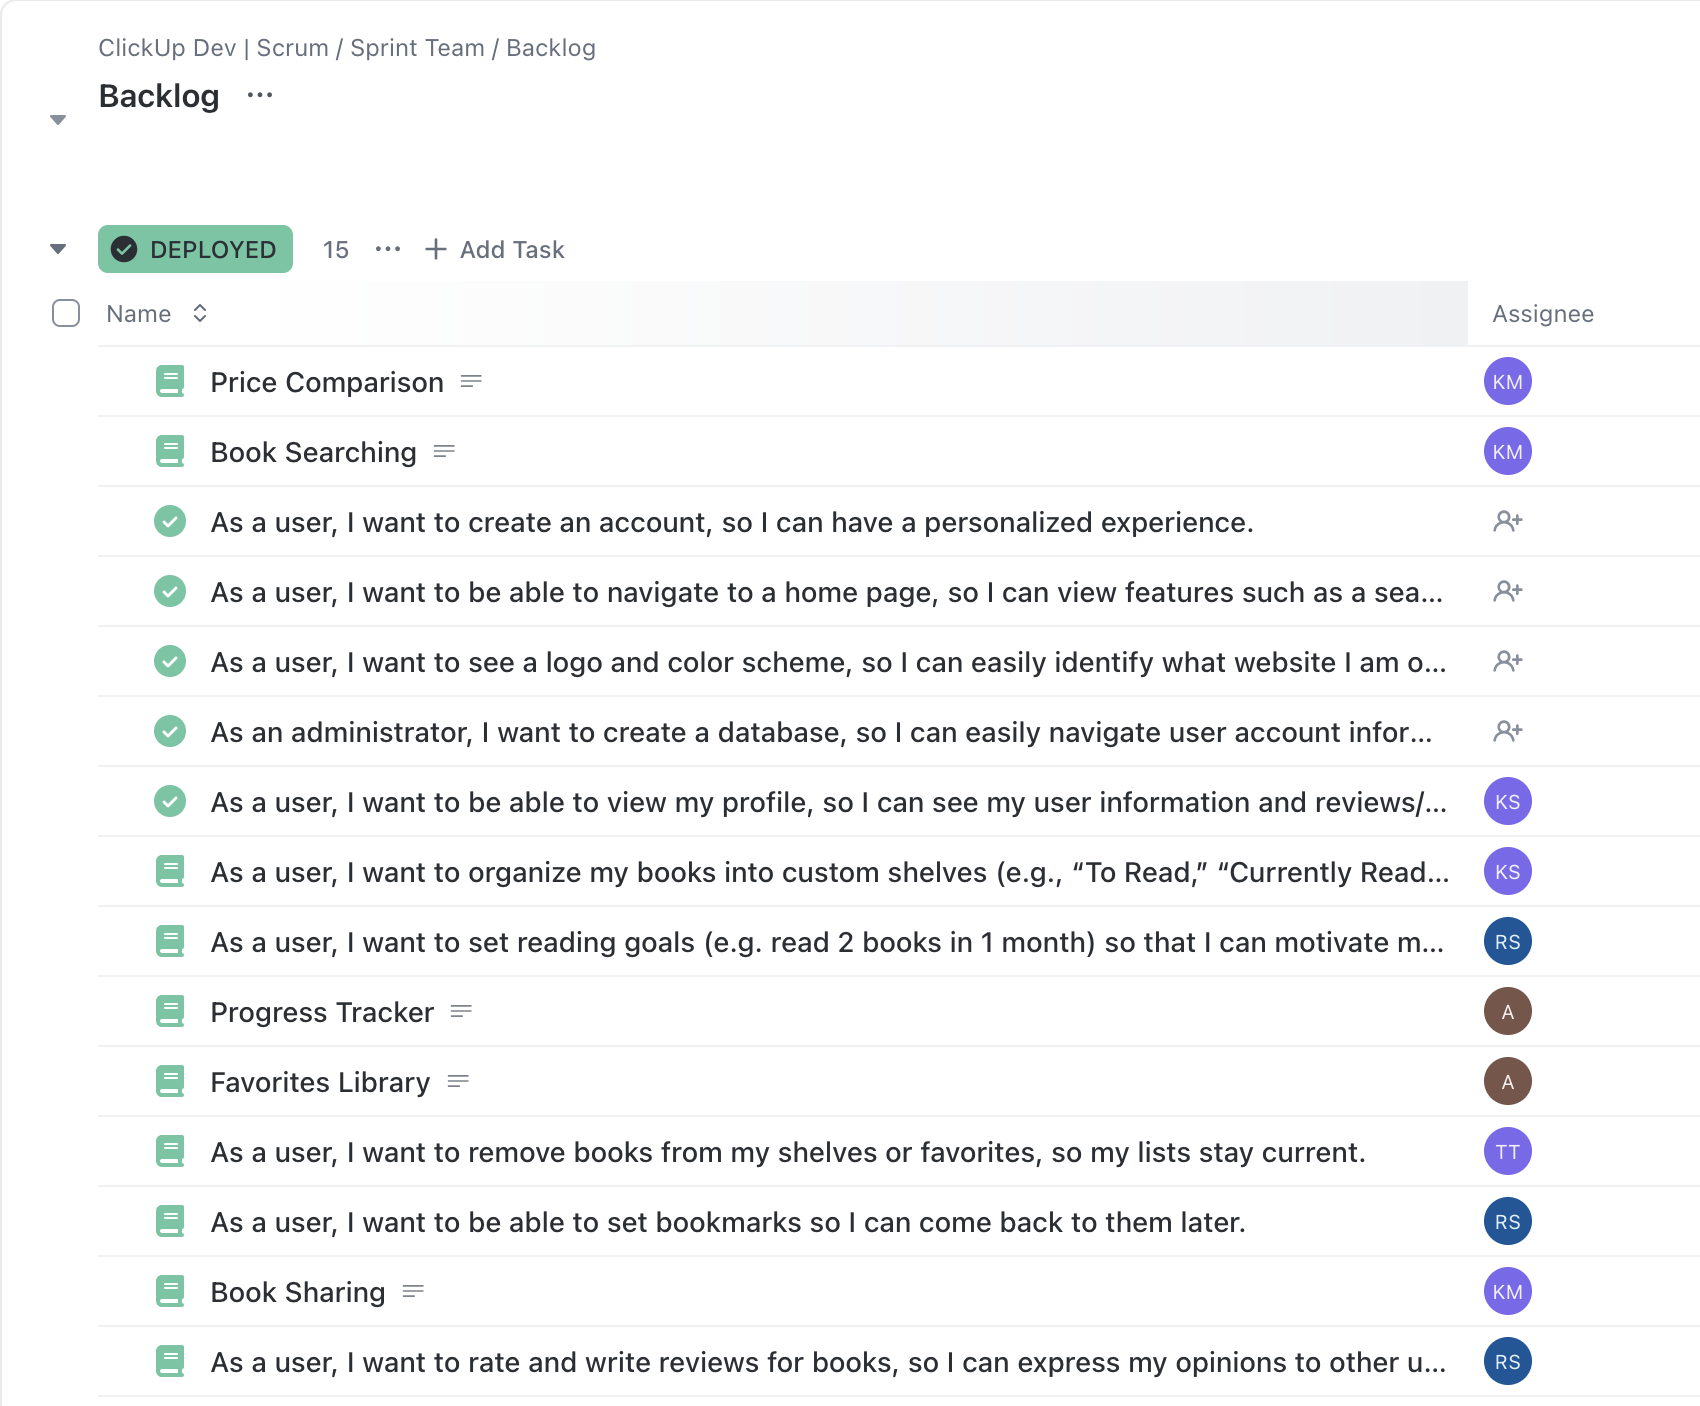 ClickUp Dev | Scrum / Sprint Team / Backlog
Backlog ...
DEPLOYED 15 ... + Add Task
Name Assignee
Price Comparison KM
Book Searching KM
As a user, I want to create an account, so I can have a personalized experience.
As a user, I want to be able to navigate to a home page, so I can view features such as a sea...
As a user, I want to see a logo and color scheme, so I can easily identify what website I am o...
As an administrator, I want to create a database, so I can easily navigate user account infor...
As a user, I want to be able to view my profile, so I can see my user information and reviews/... KS
As a user, I want to organize my books into custom shelves (e.g., “To Read,” “Currently Read... KS
As a user, I want to set reading goals (e.g. read 2 books in 1 month) so that I can motivate m... RS
Progress Tracker A
Favorites Library A
As a user, I want to remove books from my shelves or favorites, so my lists stay current. TT
As a user, I want to be able to set bookmarks so I can come back to them later. RS
Book Sharing KM
As a user, I want to rate and write reviews for books, so I can express my opinions to other u... RS